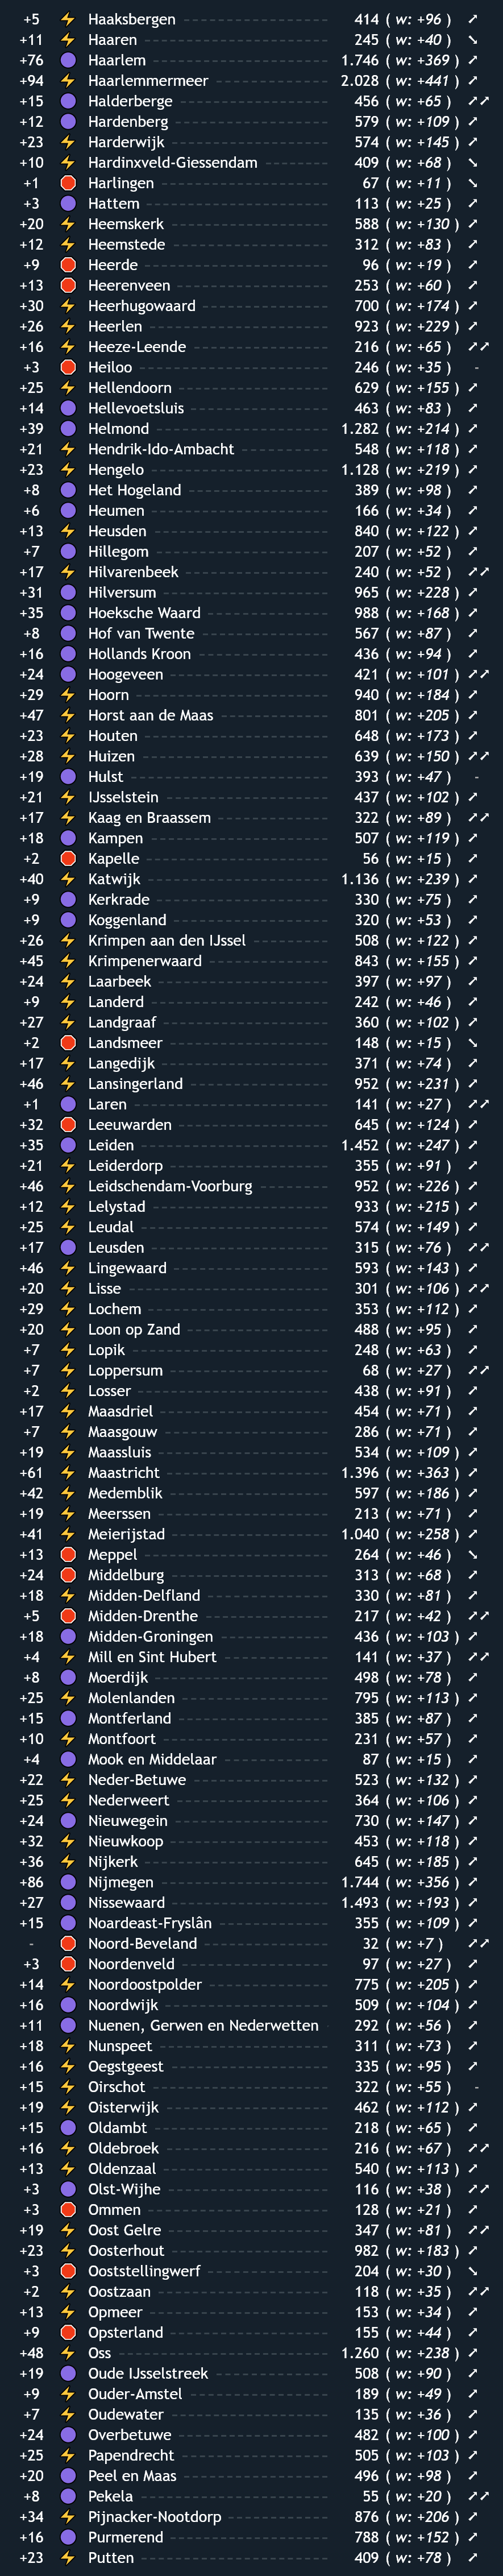 +5 Haaksbergen 414 ( w: +96 )
+11 Haaren 245 ( w: +40 )
+76 Haarlem 1.746 ( w: +369 )
+94 Haarlemmermeer 2.028 ( w: +441 )
+15 Halderberge 456 ( w: +65 )
+12 Hardenberg 579 ( w: +109 )
+23 Harderwijk 574 ( w: +145 )
+10 Hardinxveld-Giessendam 409 ( w: +68 )
+1 Harlingen 67 ( w: +11 )
+3 Hattem 113 ( w: +25 )
+20 Heemskerk 588 ( w: +130 )
+12 Heemstede 312 ( w: +83 )
+9 Heerde 96 ( w: +19 )
+13 Heerenveen 253 ( w: +60 )
+30 Heerhugowaard 700 ( w: +174 )
+26 Heerlen 923 ( w: +229 )
+16 Heeze-Leende 216 ( w: +65 )
+3 Heiloo 246 ( w: +35 ) -
+25 Hellendoorn 629 ( w: +155 )
+14 Hellevoetsluis 463 ( w: +83 )
+39 Helmond 1.282 ( w: +214 )
+21 Hendrik-Ido-Ambacht 548 ( w: +118 )
+23 Hengelo 1.128 ( w: +219 )
+8 Het Hogeland 389 ( w: +98 )
+6 Heumen 166 ( w: +34 )
+13 Heusden 840 ( w: +122 )
+7 Hillegom 207 ( w: +52 )
+17 Hilvarenbeek 240 ( w: +52 )
+31 Hilversum 965 ( w: +228 )
+35 Hoeksche Waard 988 ( w: +168 )
+8 Hof van Twente 567 ( w: +87 )
+16 Hollands Kroon 436 ( w: +94 )
+24 Hoogeveen 421 ( w: +101 )
+29 Hoorn 940 ( w: +184 )
+47 Horst aan de Maas 801 ( w: +205 )
+23 Houten 648 ( w: +173 )
+28 Huizen 639 ( w: +150 )
+19 Hulst 393 ( w: +47 ) -
+21 IJsselstein 437 ( w: +102 )
+17 Kaag en Braassem 322 ( w: +89 )
+18 Kampen 507 ( w: +119 )
+2 Kapelle 56 ( w: +15 )
+40 Katwijk 1.136 ( w: +239 )
+9 Kerkrade 330 ( w: +75 )
+9 Koggenland 320 ( w: +53 )
+26 Krimpen aan den IJssel 508 ( w: +122 )
+45 Krimpenerwaard 843 ( w: +155 )
+24 Laarbeek 397 ( w: +97 )
+9 Landerd 242 ( w: +46 )
+27 Landgraaf 360 ( w: +102 )
+2 Landsmeer 148 ( w: +15 )
+17 Langedijk 371 ( w: +74 )
+46 Lansingerland 952 ( w: +231 )
+1 Laren 141 ( w: +27 )
+32 Leeuwarden 645 ( w: +124 )
+35 Leiden 1.452 ( w: +247 )
+21 Leiderdorp 355 ( w: +91 )
+46 Leidschendam-Voorburg 952 ( w: +226 )
+12 Lelystad 933 ( w: +215 )
+25 Leudal 574 ( w: +149 )
+17 Leusden 315 ( w: +76 )
+46 Lingewaard 593 ( w: +143 )
+20 Lisse 301 ( w: +106 )
+29 Lochem 353 ( w: +112 )
+20 Loon op Zand 488 ( w: +95 )
+7 Lopik 248 ( w: +63 )
+7 Loppersum 68 ( w: +27 )
+2 Losser 438 ( w: +91 )
+17 Maasdriel 454 ( w: +71 )
+7 Maasgouw 286 ( w: +71 )
+19 Maassluis 534 ( w: +109 )
+61 Maastricht 1.396 ( w: +363 )
+42 Medemblik 597 ( w: +186 )
+19 Meerssen 213 ( w: +71 )
+41 Meierijstad 1.040 ( w: +258 )
+13 Meppel 264 ( w: +46 )
+24 Middelburg 313 ( w: +68 )
+18 Midden-Delfland 330 ( w: +81 )
+5 Midden-Drenthe 217 ( w: +42 )
+18 Midden-Groningen 436 ( w: +103 )
+4 Mill en Sint Hubert 141 ( w: +37 )
+8 Moerdijk 498 ( w: +78 )
+25 Molenlanden 795 ( w: +113 )
+15 Montferland 385 ( w: +87 )
+10 Montfoort 231 ( w: +57 )
+4 Mook en Middelaar 87 ( w: +15 )
+22 Neder-Betuwe 523 ( w: +132 )
+25 Nederweert 364 ( w: +106 )
+24 Nieuwegein 730 ( w: +147 )
+32 Nieuwkoop 453 ( w: +118 )
+36 Nijkerk 645 ( w: +185 )
+86 Nijmegen 1.744 ( w: +356 )
+27 Nissewaard 1.493 ( w: +193 )
+15 Noardeast-Fryslân 355 ( w: +109 )
- Noord-Beveland 32 ( w: +7 )
+3 Noordenveld 97 ( w: +27 )
+14 Noordoostpolder 775 ( w: +205 )
+16 Noordwijk 509 ( w: +104 )
+11 Nuenen, Gerwen en Nederwetten 292 ( w: +56 )
+18 Nunspeet 311 ( w: +73 )
+16 Oegstgeest 335 ( w: +95 )
+15 Oirschot 322 ( w: +55 ) -
+19 Oisterwijk 462 ( w: +112 )
+15 Oldambt 218 ( w: +65 )
+16 Oldebroek 216 ( w: +67 )
+13 Oldenzaal 540 ( w: +113 )
+3 Olst-Wijhe 116 ( w: +38 )
+3 Ommen 128 ( w: +21 )
+19 Oost Gelre 347 ( w: +81 )
+23 Oosterhout 982 ( w: +183 )
+3 Ooststellingwerf 204 ( w: +30 )
+2 Oostzaan 118 ( w: +35 )
+13 Opmeer 153 ( w: +34 )
+9 Opsterland 155 ( w: +44 )
+48 Oss 1.260 ( w: +238 )
+19 Oude IJsselstreek 508 ( w: +90 )
+9 Ouder-Amstel 189 ( w: +49 )
+7 Oudewater 135 ( w: +36 )
+24 Overbetuwe 482 ( w: +100 )
+25 Papendrecht 505 ( w: +103 )
+20 Peel en Maas 496 ( w: +98 )
+8 Pekela 55 ( w: +20 )
+34 Pijnacker-Nootdorp 876 ( w: +206 )
+16 Purmerend 788 ( w: +152 )
+23 Putten 409 ( w: +78 )